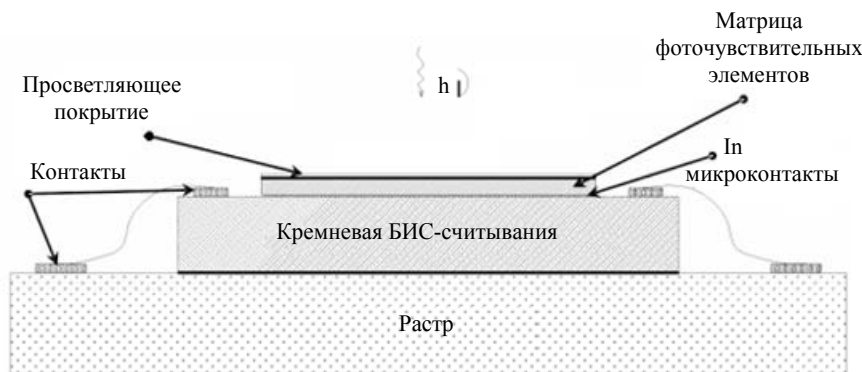 Матрица
фоточувствительных
элементов
Просветляющее
покрытие
h
Контакты
In
микроконтакты
Кремневая БИС-считывания
Растр